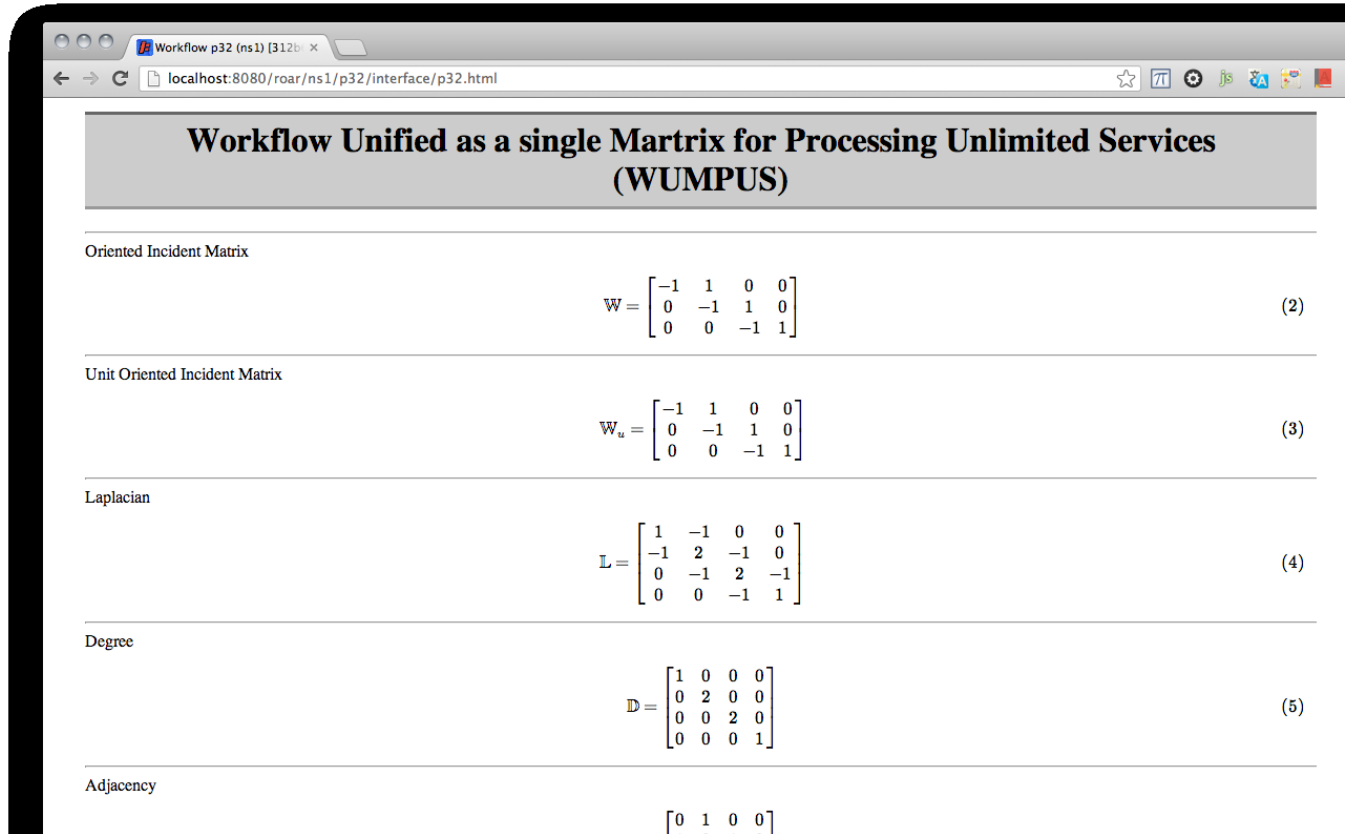 Workflow p32 (ns1) [312b
localhost:8080/roar/ns1/p32/interface/p32.html
Workflow Unified as a single Martrix for Processing Unlimited Services
(WUMPUS)
Oriented Incident Matrix
𝕎 = [−1 1 0 0
0 −1 1 0
0 0 −1 1] (2)
Unit Oriented Incident Matrix
𝕎ᵤ = [−1 1 0 0
0 −1 1 0
0 0 −1 1] (3)
Laplacian
𝕃 = [1 −1 0 0
−1 2 −1 0
0 −1 2 −1
0 0 −1 1] (4)
Degree
𝔻 = [1 0 0 0
0 2 0 0
0 0 2 0
0 0 0 1] (5)
Adjacency
[0 1 0 0]